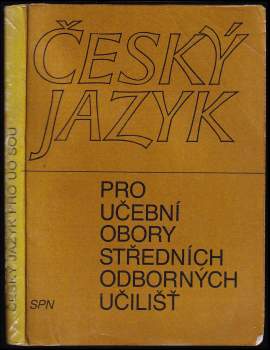 ČESKÝ
JAZYK
PRO
UČEBNÍ
OBORY
STŘEDNÍCH
ODBORNÝCH
UČILIŠŤ
SPN
ČESKÝ JAZYK PRO UO SOU